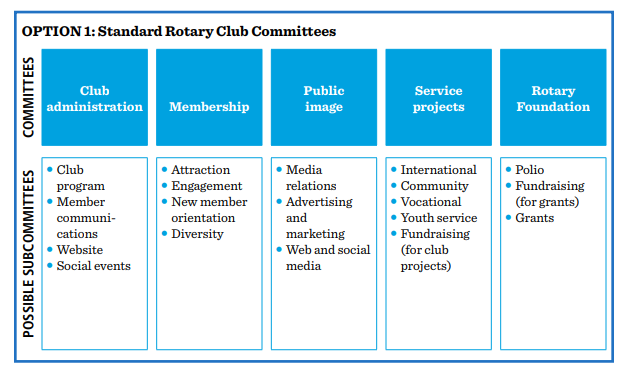 OPTION 1: Standard Rotary Club Committees
COMMITTEES
Club
administration
Membership
Public
image
Service
projects
Rotary
Foundation
POSSIBLE SUBCOMMITTEES
• Club
program
• Member
communi-
cations
• Website
• Social events
• Attraction
• Engagement
• New member
orientation
• Diversity
• Media
relations
• Advertising
and
marketing
• Web and social
media
• International
• Community
• Vocational
• Youth service
• Fundraising
(for club
projects)
• Polio
• Fundraising
(for grants)
• Grants